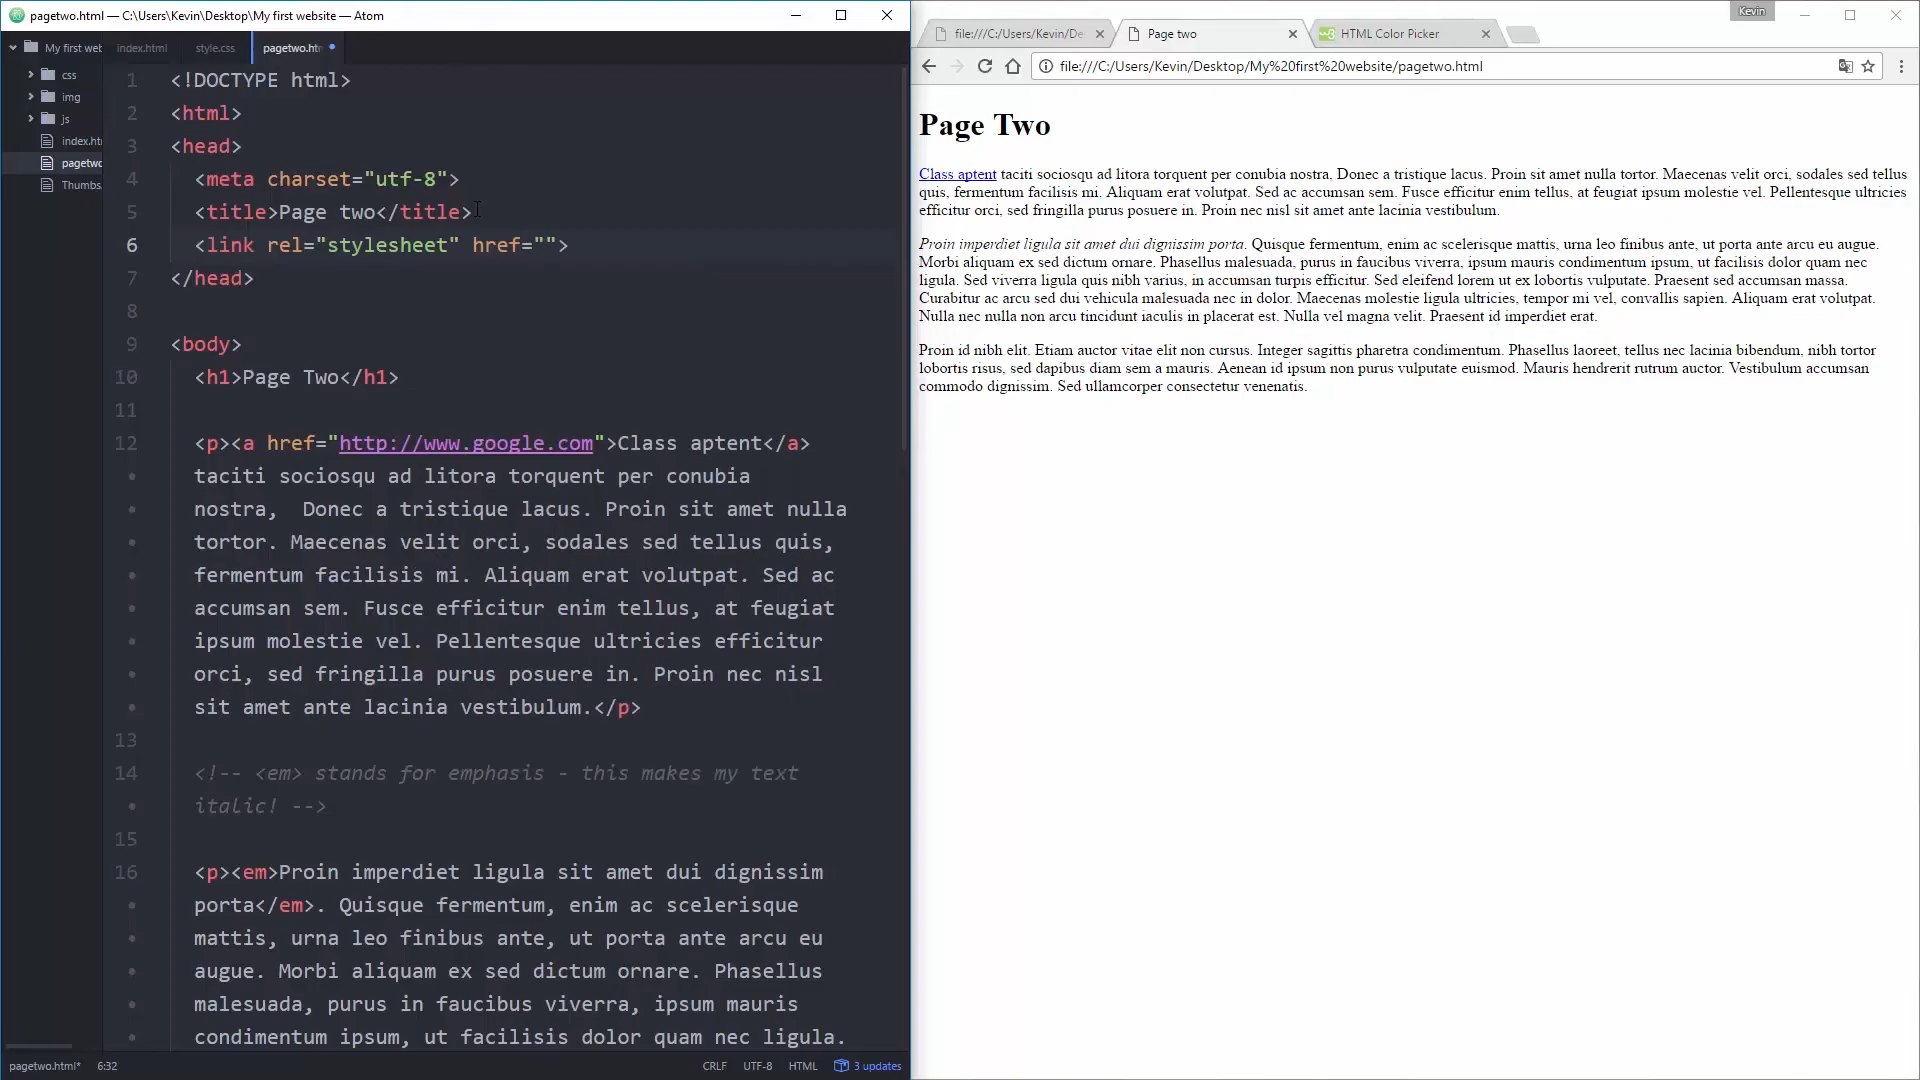 pagetwo.html — C:\Users\Kevin\Desktop\My first website — Atom
My first web
index.html
style.css
pagetwo.ht
css
img
js
index.ht
pagetwo
Thumbs.
1 <!DOCTYPE html>
2 <html>
3 <head>
4 <meta charset="utf-8">
5 <title>Page two</title>
6 <link rel="stylesheet" href="">
7 </head>
8
9 <body>
10 <h1>Page Two</h1>
11
12 <p><a href="http://www.google.com">Class aptent</a>
taciti sociosqu ad litora torquent per conubia
nostra,  Donec a tristique lacus. Proin sit amet nulla
tortor. Maecenas velit orci, sodales sed tellus quis,
fermentum facilisis mi. Aliquam erat volutpat. Sed ac
accumsan sem. Fusce efficitur enim tellus, at feugiat
ipsum molestie vel. Pellentesque ultricies efficitur
orci, sed fringilla purus posuere in. Proin nec nisl
sit amet ante lacinia vestibulum.</p>
13
14 <!-- <em> stands for emphasis - this makes my text
italic! -->
15
16 <p><em>Proin imperdiet ligula sit amet dui dignissim
porta</em>. Quisque fermentum, enim ac scelerisque
mattis, urna leo finibus ante, ut porta ante arcu eu
augue. Morbi aliquam ex sed dictum ornare. Phasellus
malesuada, purus in faucibus viverra, ipsum mauris
condimentum ipsum, ut facilisis dolor quam nec ligula.
pagetwo.html* 6:32 CRLF UTF-8 HTML 3 updates
Kevin
file:///C:/Users/Kevin/De
Page two
HTML Color Picker
file:///C:/Users/Kevin/Desktop/My%20first%20website/pagetwo.html
Page Two
Class aptent taciti sociosqu ad litora torquent per conubia nostra, Donec a tristique lacus. Proin sit amet nulla tortor. Maecenas velit orci, sodales sed tellus
quis, fermentum facilisis mi. Aliquam erat volutpat. Sed ac accumsan sem. Fusce efficitur enim tellus, at feugiat ipsum molestie vel. Pellentesque ultricies
efficitur orci, sed fringilla purus posuere in. Proin nec nisl sit amet ante lacinia vestibulum.
Proin imperdiet ligula sit amet dui dignissim porta. Quisque fermentum, enim ac scelerisque mattis, urna leo finibus ante, ut porta ante arcu eu augue.
Morbi aliquam ex sed dictum ornare. Phasellus malesuada, purus in faucibus viverra, ipsum mauris condimentum ipsum, ut facilisis dolor quam nec
ligula. Sed viverra ligula quis nibh varius, in accumsan turpis efficitur. Sed eleifend lorem ut ex lobortis vulputate. Praesent sed accumsan massa.
Curabitur ac arcu sed dui vehicula malesuada nec in dolor. Maecenas molestie ligula ultricies, tempor mi vel, convallis sapien. Aliquam erat volutpat.
Nulla nec nulla non arcu tincidunt iaculis in placerat est. Nulla vel magna velit. Praesent id imperdiet erat.
Proin id nibh elit. Etiam auctor vitae elit non cursus. Integer sagittis pharetra condimentum. Phasellus laoreet, tellus nec lacinia bibendum, nibh tortor
lobortis risus, sed dapibus diam sem a mauris. Aenean id ipsum non purus vulputate euismod. Mauris hendrerit rutrum auctor. Vestibulum accumsan
commodo dignissim. Sed ullamcorper consectetur venenatis.